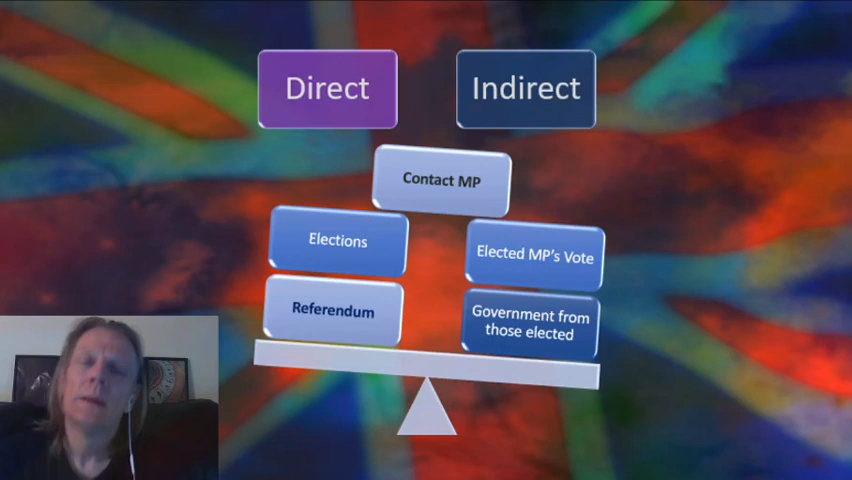 Direct
Indirect
Contact MP
Elections
Elected MP's Vote
Referendum
Government from
those elected